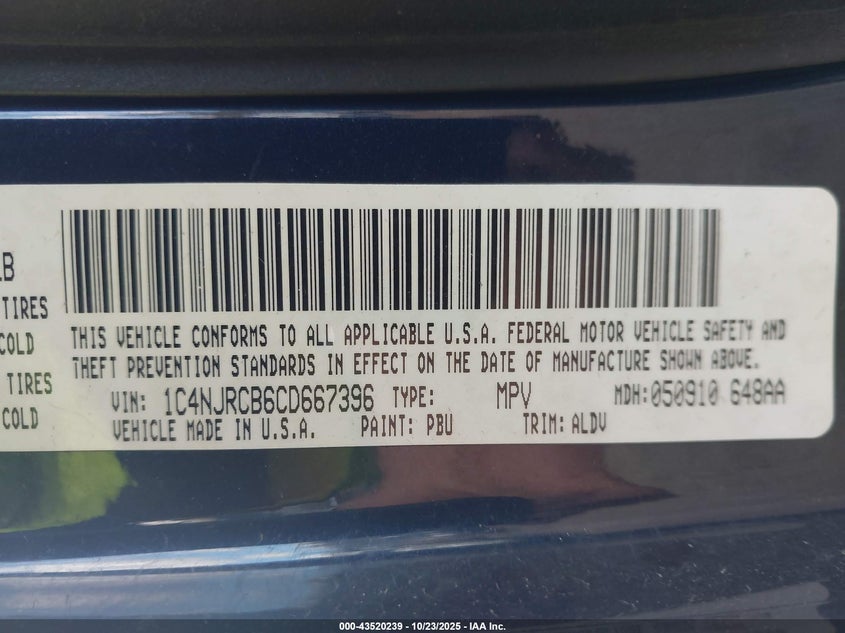 LB
TIRES
COLD
TIRES
COLD
THIS VEHICLE CONFORMS TO ALL APPLICABLE U.S.A. FEDERAL MOTOR VEHICLE SAFETY AND
THEFT PREVENTION STANDARDS IN EFFECT ON THE DATE OF MANUFACTURE SHOWN ABOVE.
VIN: 1C4NJRCB6CD667396 TYPE: MPV MDH:050910 648AA
VEHICLE MADE IN U.S.A. PAINT: PBU TRIM: ALDV
000-43520239 - 10/23/2025 - IAA Inc.